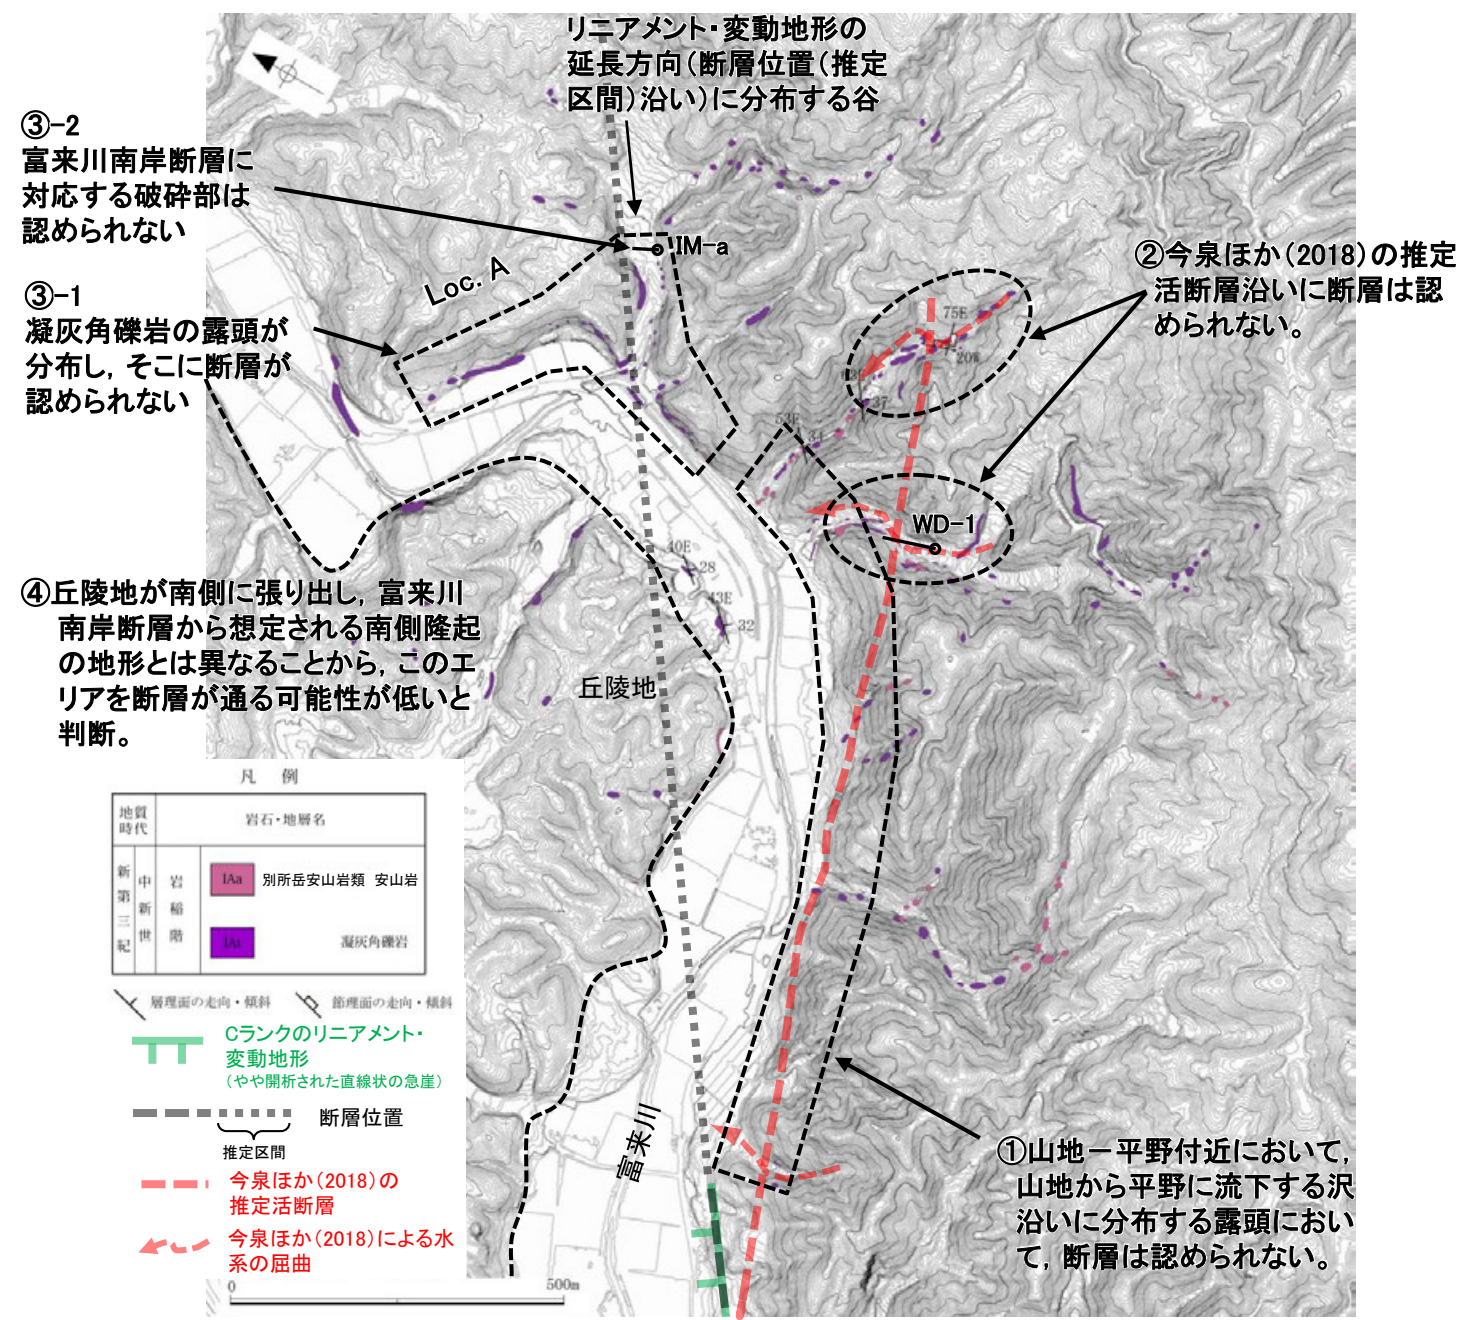 リニアメント・変動地形の
延長方向（断層位置（推定
区間）沿い）に分布する谷
③-2
富来川南岸断層に
対応する破砕部は
認められない
IM-a
Loc. A
②今泉ほか（2018）の推定
活断層沿いに断層は認
められない。
③-1
凝灰角礫岩の露頭が
分布し，そこに断層が
認められない
75E
20W
37
53E
34
WD-1
40E
28
43E
32
④丘陵地が南側に張り出し，富来川
南岸断層から想定される南側隆起
の地形とは異なることから，このエ
リアを断層が通る可能性が低いと
判断。
丘陵地
凡例
地質
時代
岩石・地層名
新第三紀
中新世
岩稲階
IAa
別所岳安山岩類 安山岩
IAt
凝灰角礫岩
層理面の走向・傾斜
節理面の走向・傾斜
Cランクのリニアメント・
変動地形
（やや開析された直線状の急崖）
断層位置
推定区間
今泉ほか（2018）の
推定活断層
今泉ほか（2018）による水
系の屈曲
0
500m
富来川
①山地－平野付近において，
山地から平野に流下する沢
沿いに分布する露頭におい
て，断層は認められない。